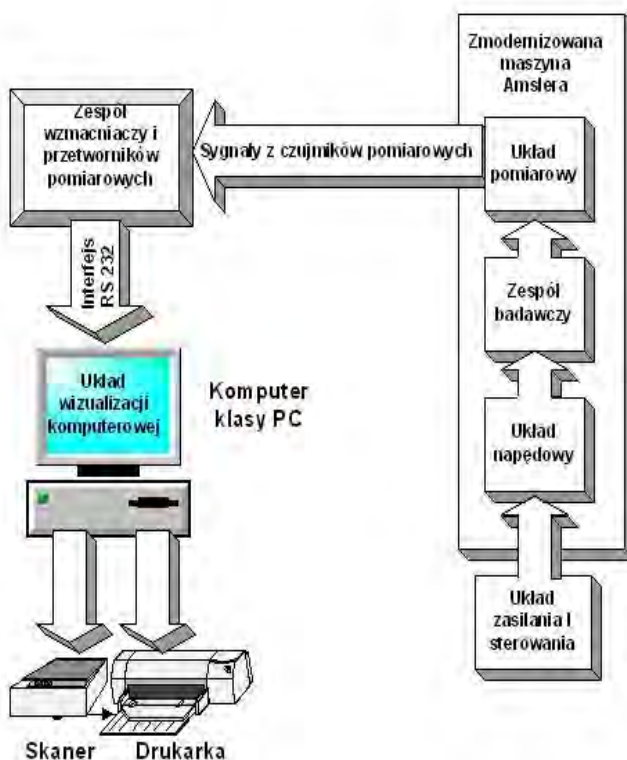 Zmodernizowana
maszyna
Amslera
Zespół
wzmacniaczy i
przetworników
pomiarowych
Sygnały z czujmików pomiarowych
Układ
pomiarowy
Interfejs
RS 232
Zespół
badawczy
Układ
wizualizacji
komputerowej
Komputer
klasy PC
Układ
napędowy
Układ
zasilania I
sterowania
Skaner
Drukarka